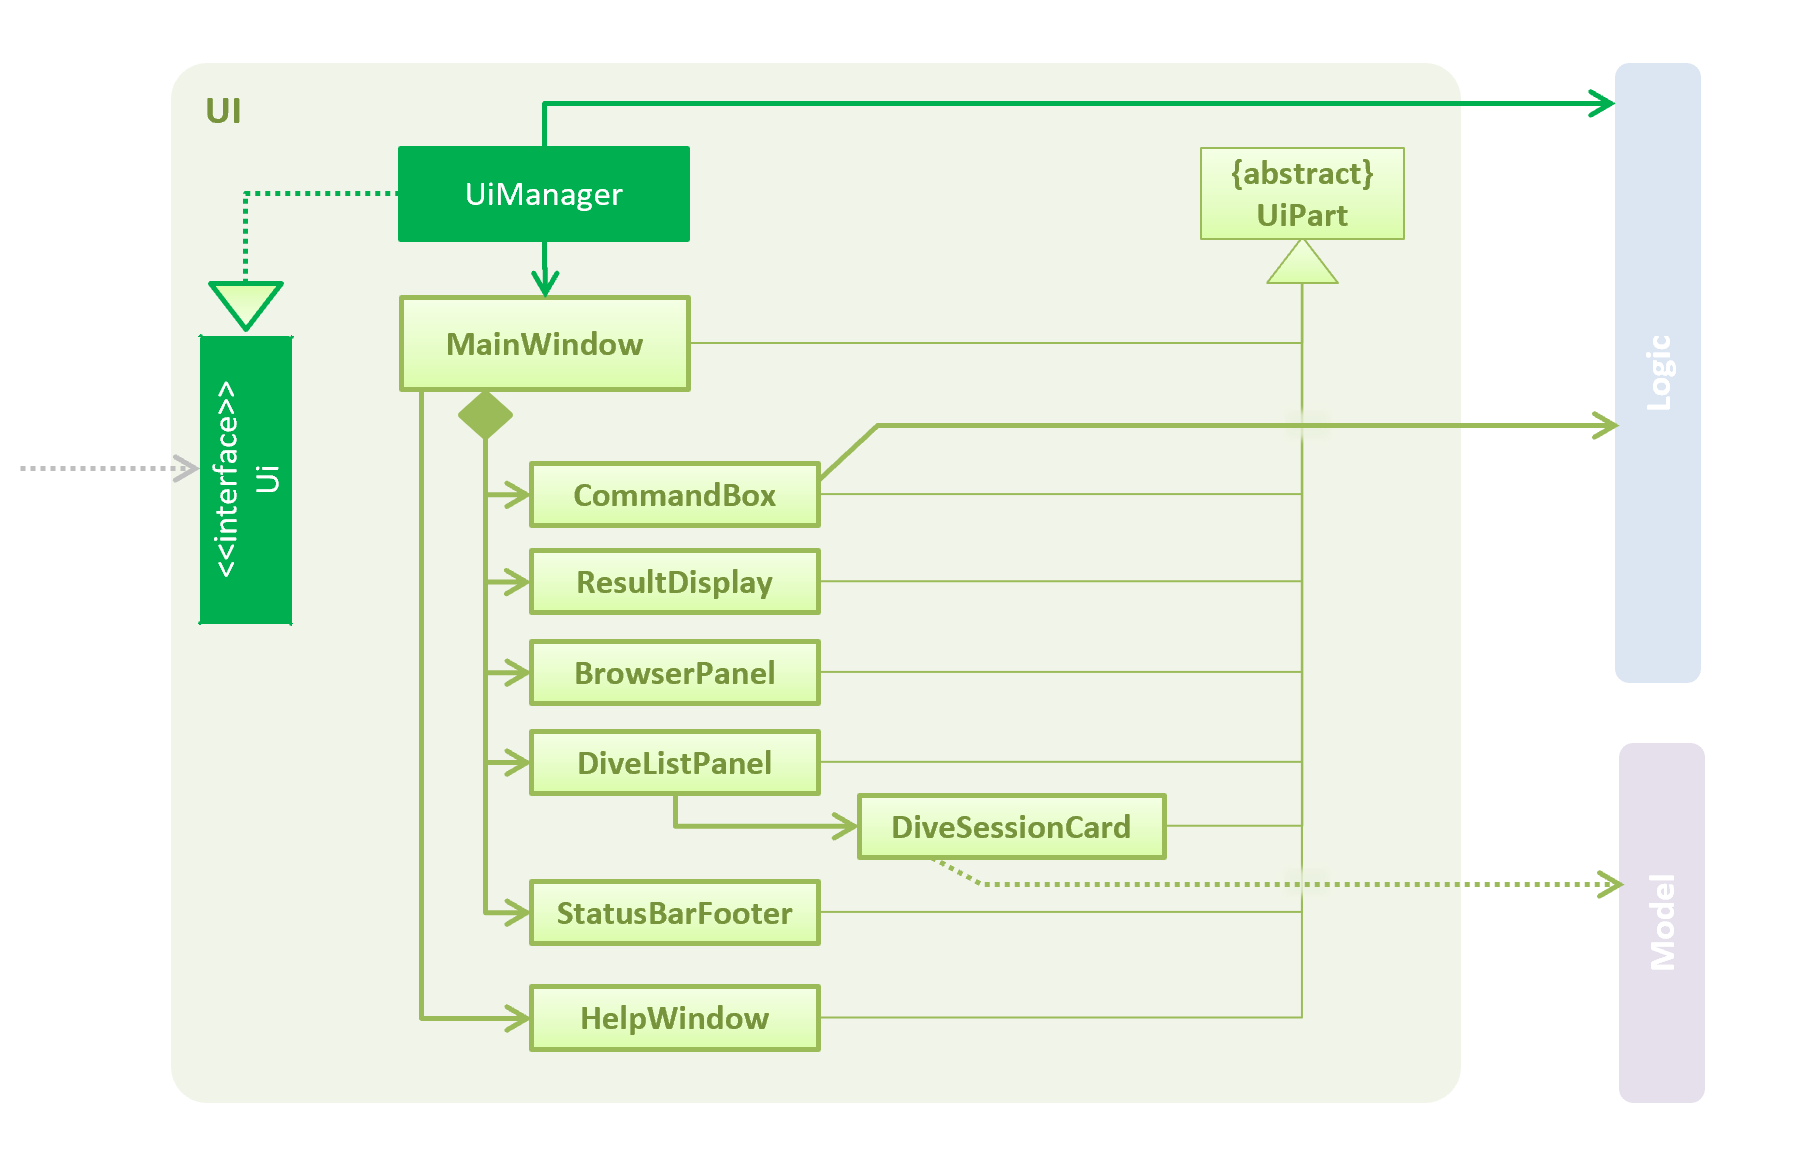 UI
UiManager
{abstract}
UiPart
MainWindow
<<interface>>
Ui
Logic
CommandBox
ResultDisplay
BrowserPanel
DiveListPanel
DiveSessionCard
StatusBarFooter
HelpWindow
Model